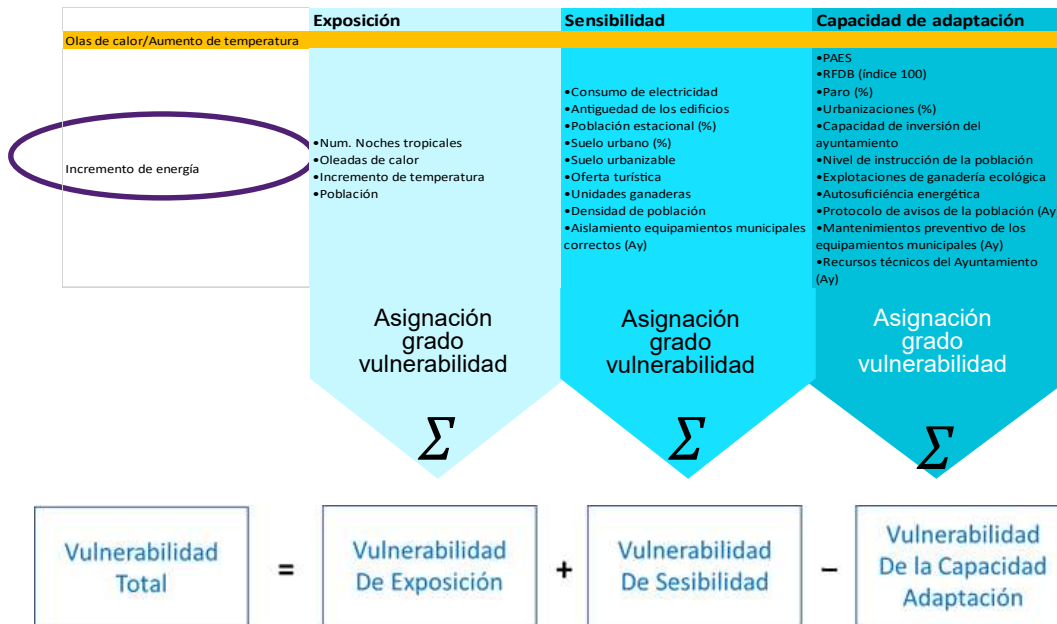 Exposición
Sensibilidad
Capacidad de adaptación
Olas de calor/Aumento de temperatura
Incremento de energía
•Num. Noches tropicales
•Oleadas de calor
•Incremento de temperatura
•Población
•Consumo de electricidad
•Antiguedad de los edificios
•Población estacional (%)
•Suelo urbano (%)
•Suelo urbanizable
•Oferta turística
•Unidades ganaderas
•Densidad de población
•Aislamiento equipamientos municipales
correctos (Ay)
•PAES
•RFDB (índice 100)
•Paro (%)
•Urbanizaciones (%)
•Capacidad de inversión del
ayuntamiento
•Nivel de instrucción de la población
•Explotaciones de ganadería ecológica
•Autosuficiéncia energética
•Protocolo de avisos de la población (Ay
•Mantenimientos preventivo de los
equipamientos municipales (Ay)
•Recursos técnicos del Ayuntamiento
(Ay)
Asignación
grado
vulnerabilidad
Σ
Asignación
grado
vulnerabilidad
Σ
Asignación
grado
vulnerabilidad
Σ
Vulnerabilidad
Total
=
Vulnerabilidad
De Exposición
+
Vulnerabilidad
De Sesibilidad
–
Vulnerabilidad
De la Capacidad
Adaptación